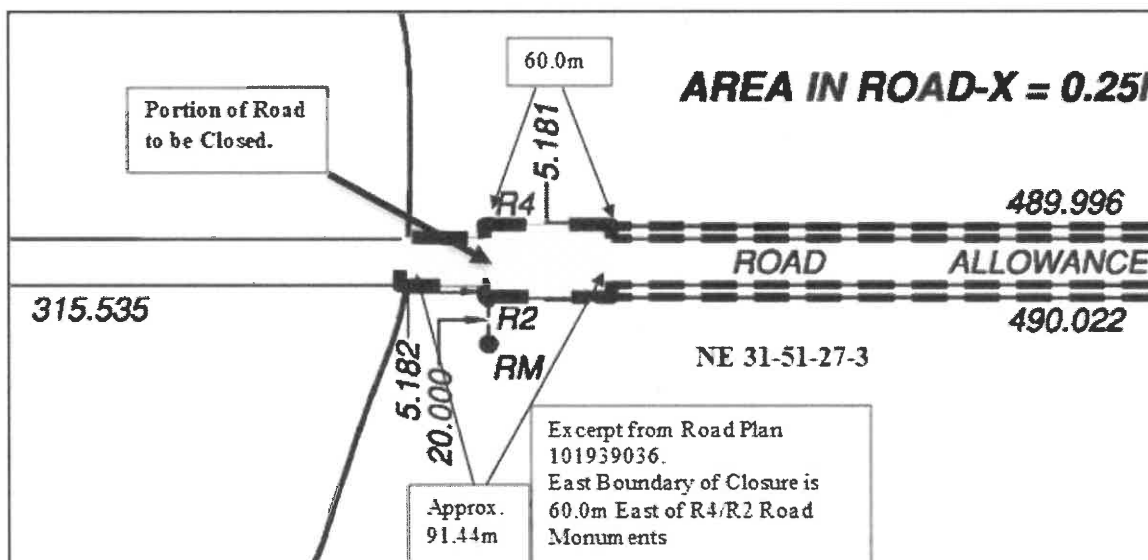 60.0m
AREA IN ROAD-X = 0.25
Portion of Road
to be Closed.
5.181
R4
489.996
ROAD ALLOWANCE
315.535
R2
490.022
5.182
20.000
RM
NE 31-51-27-3
Approx.
91.44m
Excerpt from Road Plan
101939036.
East Boundary of Closure is
60.0m East of R4/R2 Road
Monuments